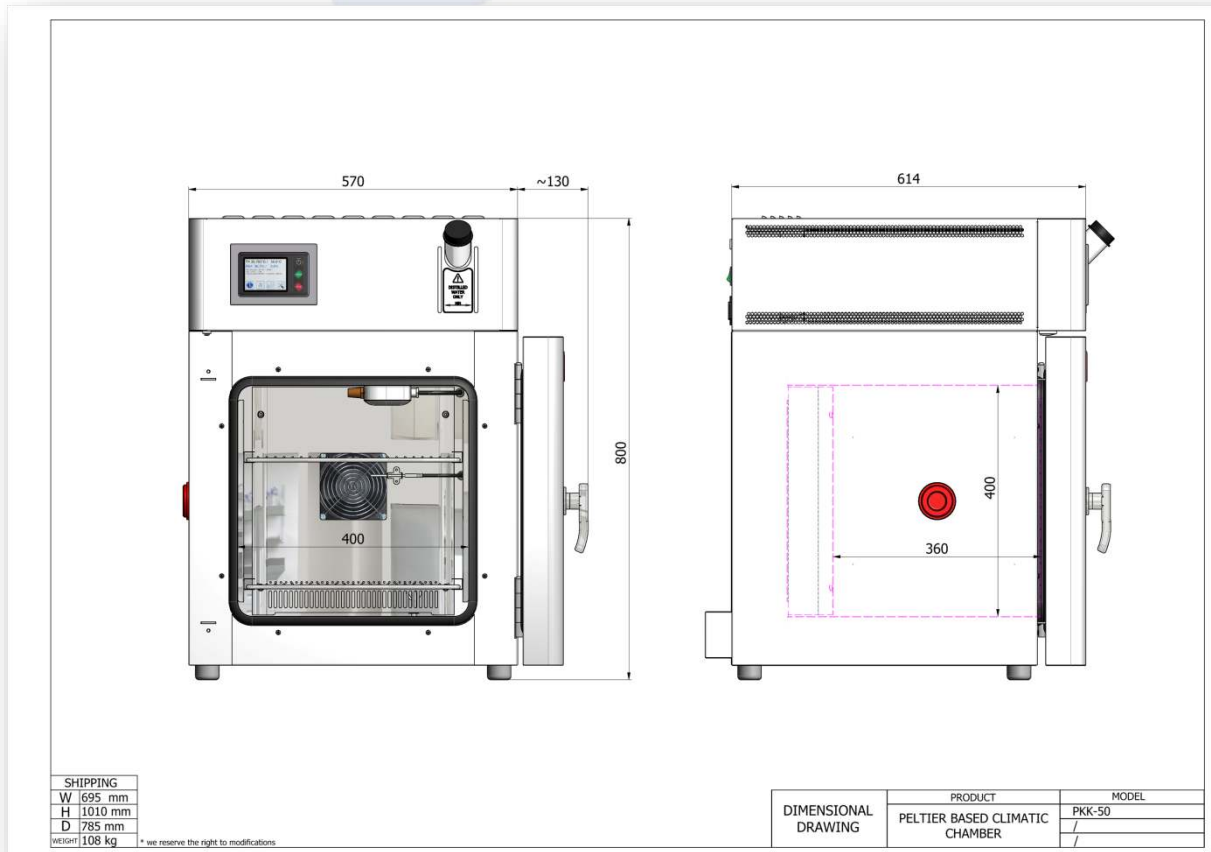 570
~130
614
DISTILLED
WATER
ONLY
800
400
400
360
SHIPPING
W 695 mm
H 1010 mm
D 785 mm
WEIGHT 108 kg
* we reserve the right to modifications
DIMENSIONAL
DRAWING
PRODUCT
PELTIER BASED CLIMATIC
CHAMBER
MODEL
PKK-50
/
/